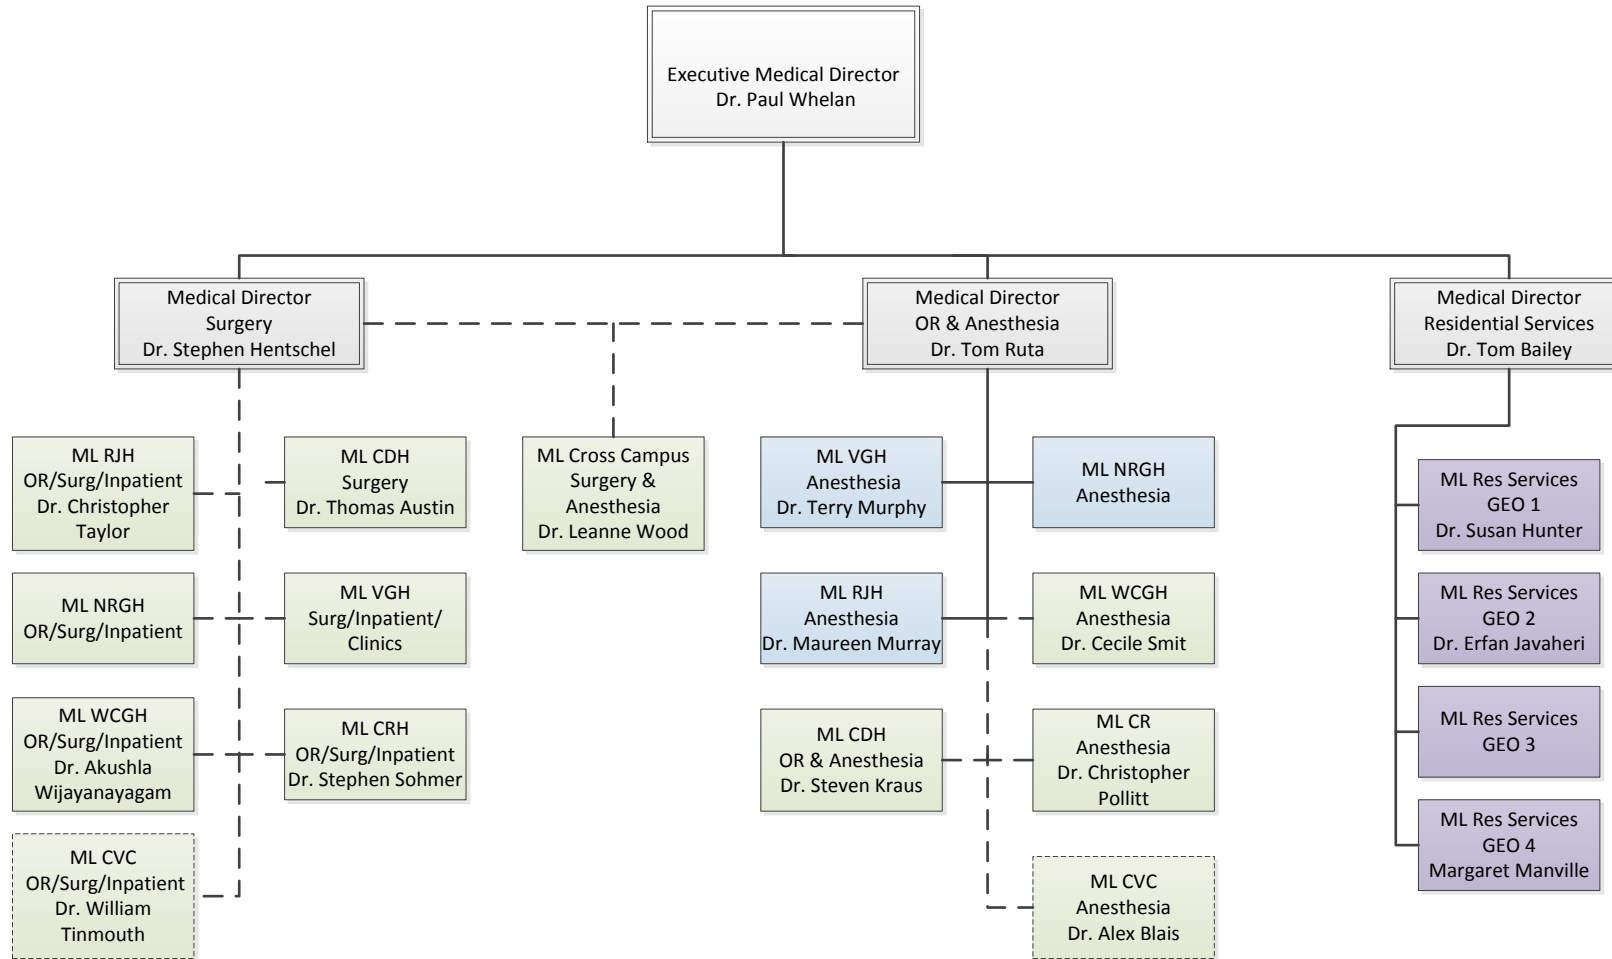 Executive Medical Director
Dr. Paul Whelan
Medical Director
Surgery
Dr. Stephen Hentschel
Medical Director
OR & Anesthesia
Dr. Tom Ruta
Medical Director
Residential Services
Dr. Tom Bailey
ML RJH
OR/Surg/Inpatient
Dr. Christopher
Taylor
ML CDH
Surgery
Dr. Thomas Austin
ML Cross Campus
Surgery &
Anesthesia
Dr. Leanne Wood
ML VGH
Anesthesia
Dr. Terry Murphy
ML NRGH
Anesthesia
ML Res Services
GEO 1
Dr. Susan Hunter
ML NRGH
OR/Surg/Inpatient
ML VGH
Surg/Inpatient/
Clinics
ML RJH
Anesthesia
Dr. Maureen Murray
ML WCGH
Anesthesia
Dr. Cecile Smit
ML Res Services
GEO 2
Dr. Erfan Javaheri
ML WCGH
OR/Surg/Inpatient
Dr. Akushla
Wijayanayagam
ML CRH
OR/Surg/Inpatient
Dr. Stephen Sohmer
ML CDH
OR & Anesthesia
Dr. Steven Kraus
ML CR
Anesthesia
Dr. Christopher
Pollitt
ML Res Services
GEO 3
ML CVC
OR/Surg/Inpatient
Dr. William
Tinmouth
ML CVC
Anesthesia
Dr. Alex Blais
ML Res Services
GEO 4
Margaret Manville